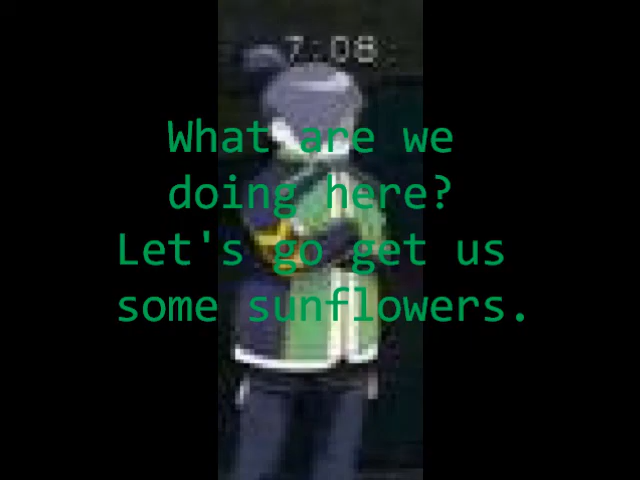 7:08
What are we
doing here?
Let's go get us
some sunflowers.